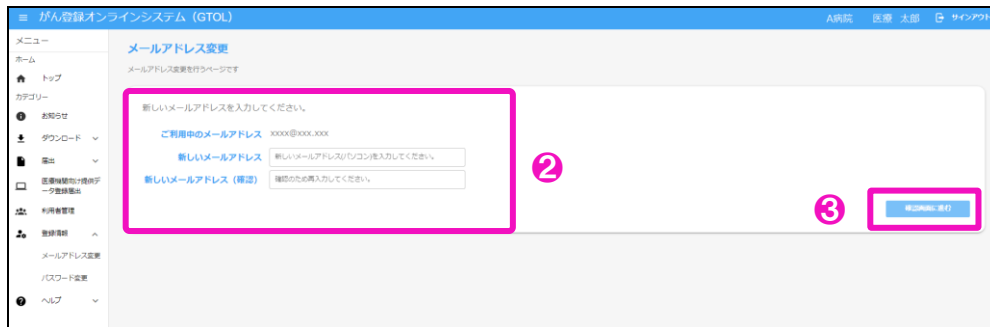 ≡ がん登録オンラインシステム（GTOL） A病院 医療 太郎 サインアウト
メニュー
ホーム
トップ
カテゴリー
お知らせ
ダウンロード
届出
医療機関向け提供デ
ータ登録届出
利用者管理
登録情報
メールアドレス変更
パスワード変更
ヘルプ
メールアドレス変更
メールアドレス変更を行うページです
新しいメールアドレスを入力してください。
ご利用中のメールアドレス xxxx@xxx.xxx
新しいメールアドレス 新しいメールアドレス(パソコン)を入力してください。
新しいメールアドレス（確認） 確認のため再入力してください。
❷
❸
確認画面に進む